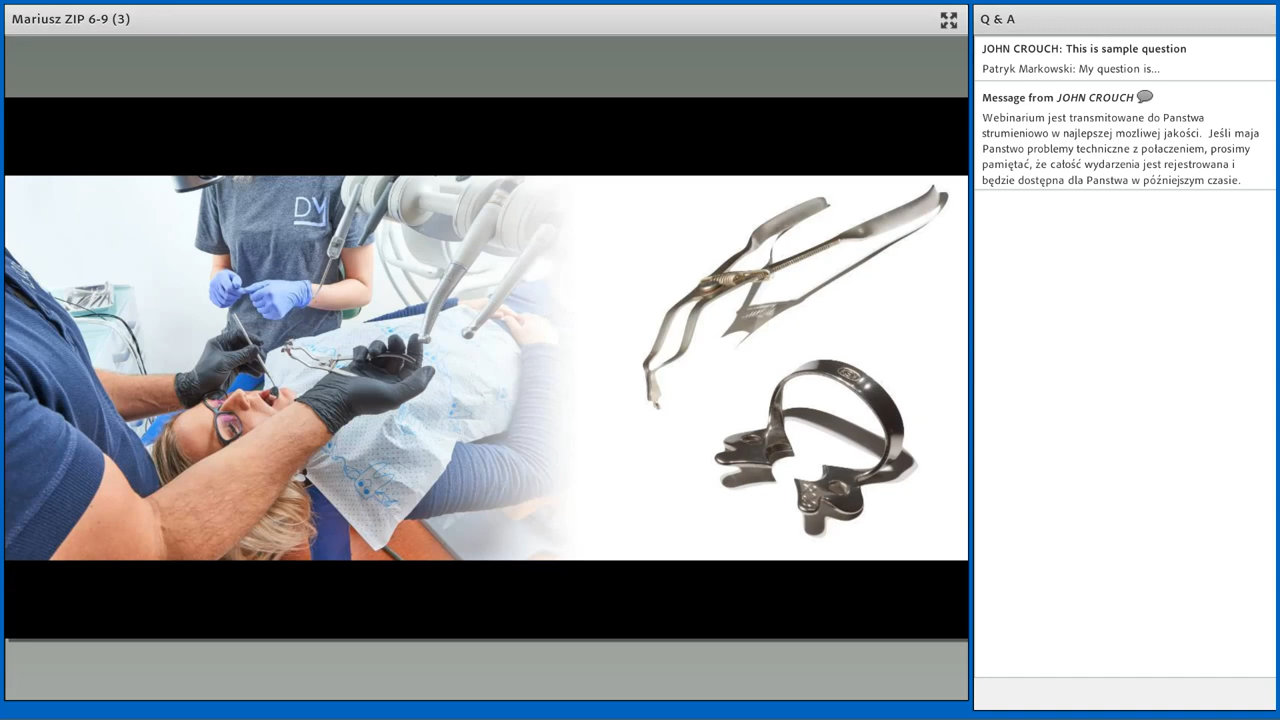 Mariusz ZIP 6-9 (3)
DV
Q & A
JOHN CROUCH: This is sample question
Patryk Markowski: My question is...
Message from JOHN CROUCH
Webinarium jest transmitowane do Panstwa
strumieniowo w najlepszej mozliwej jakości.  Jeśli maja
Panstwo problemy techniczne z połaczeniem, prosimy
pamiętać, że całość wydarzenia jest rejestrowana i
będzie dostępna dla Panstwa w późniejszym czasie.